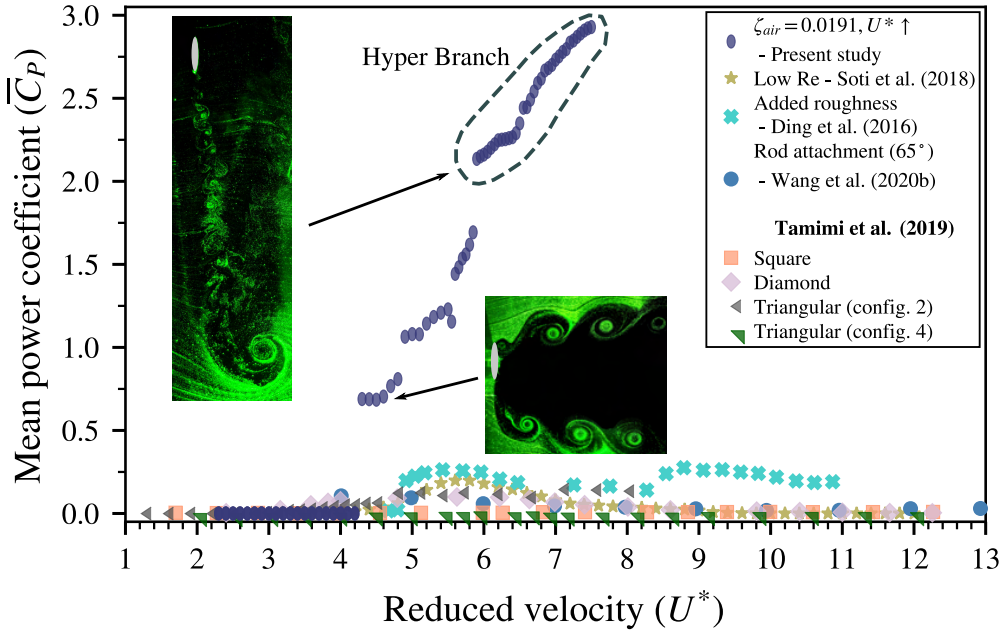 3.0
2.5
2.0
1.5
1.0
0.5
0.0
Mean power coefficient (C̅_P)
Hyper Branch
ζ_air = 0.0191, U* ↑
- Present study
Low Re - Soti et al. (2018)
Added roughness
- Ding et al. (2016)
Rod attachment (65°)
- Wang et al. (2020b)
Tamimi et al. (2019)
Square
Diamond
Triangular (config. 2)
Triangular (config. 4)
1 2 3 4 5 6 7 8 9 10 11 12 13
Reduced velocity (U*)